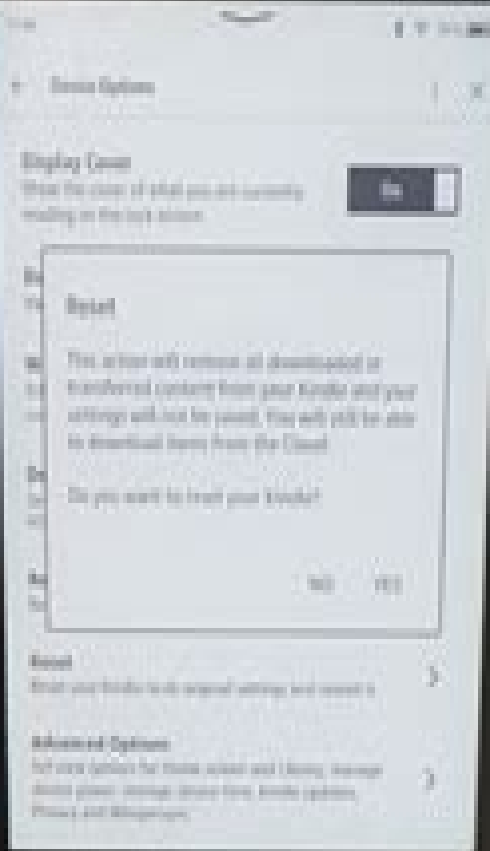 Device Options
Display Cover
Show the cover of what you are currently
reading on the lock screen
On
Reset
This action will remove all downloaded or
transferred content from your Kindle and your
settings will not be saved. You will still be able
to download items from the Cloud.
Do you want to reset your Kindle?
NO YES
Reset
Reset your Kindle to its original settings and
Advanced Options
Set view options for Home screen and Library, manage
device power, storage, device time, Kindle updates,
Privacy and Whispersync